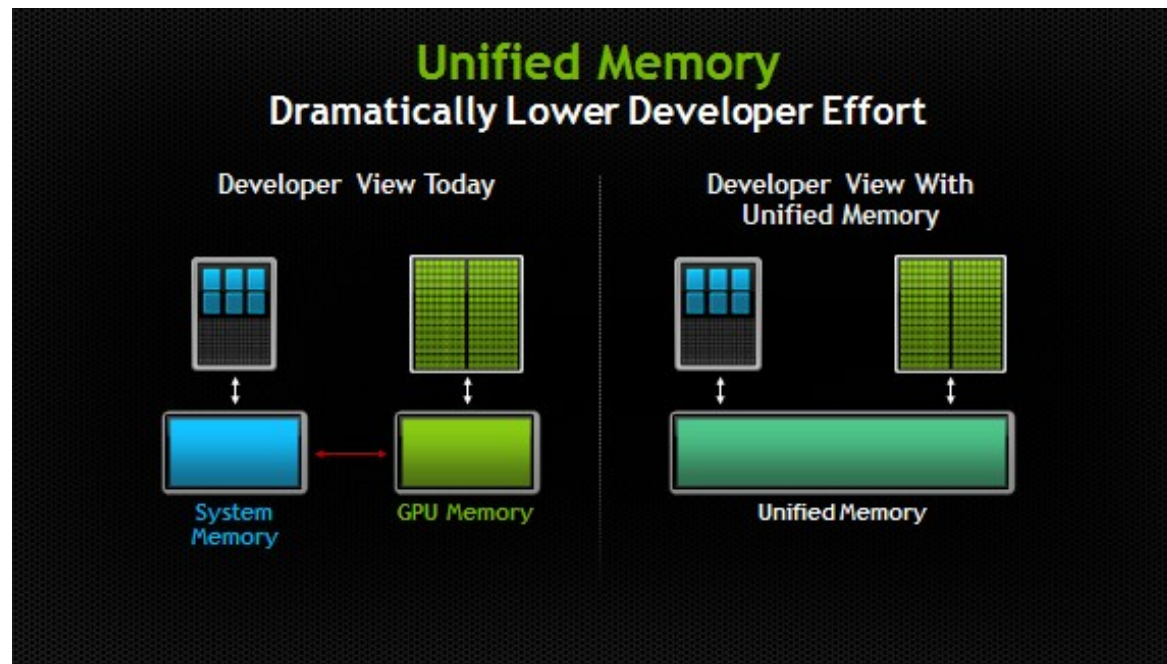 Unified Memory
Dramatically Lower Developer Effort
Developer View Today
System
Memory
GPU Memory
Developer View With
Unified Memory
Unified Memory